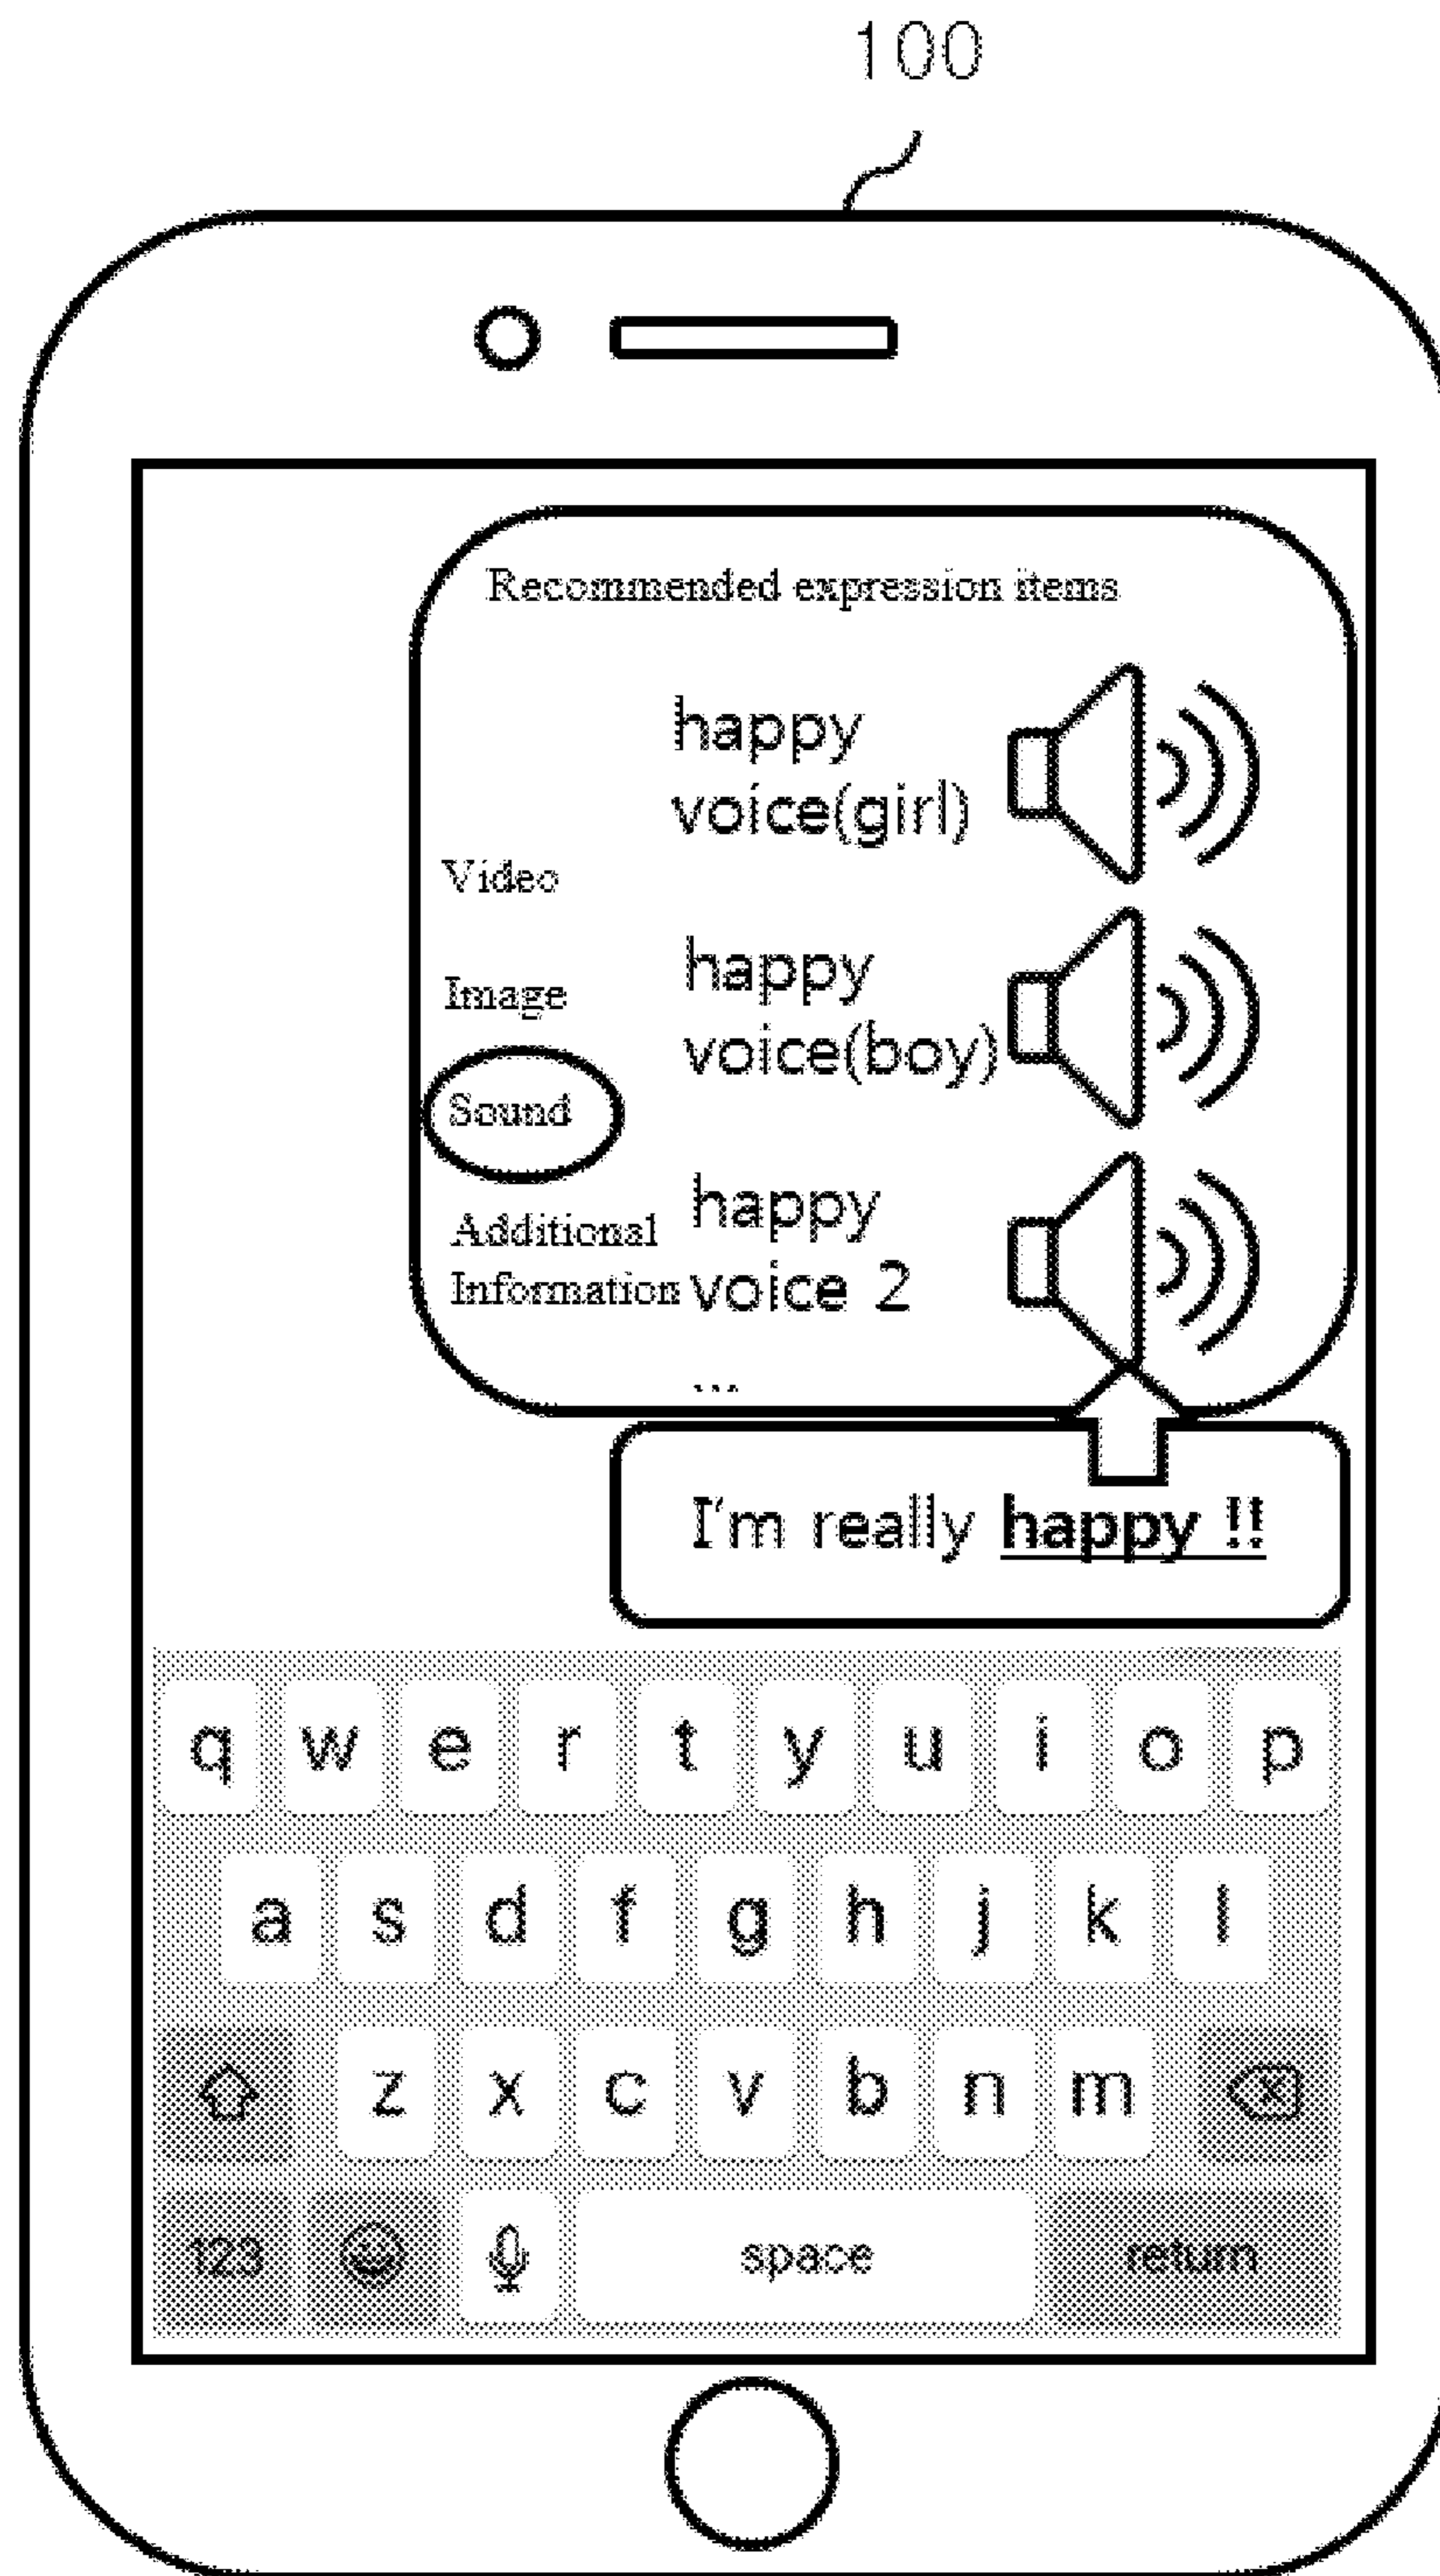 100
Recommended expression items
happy
voice(girl)
Video
happy
voice(boy)
Image
Sound
happy
voice 2
Additional
Information
...
I'm really happy !!
q w e r t y u i o p
a s d f g h j k l
z x c v b n m
123 space return